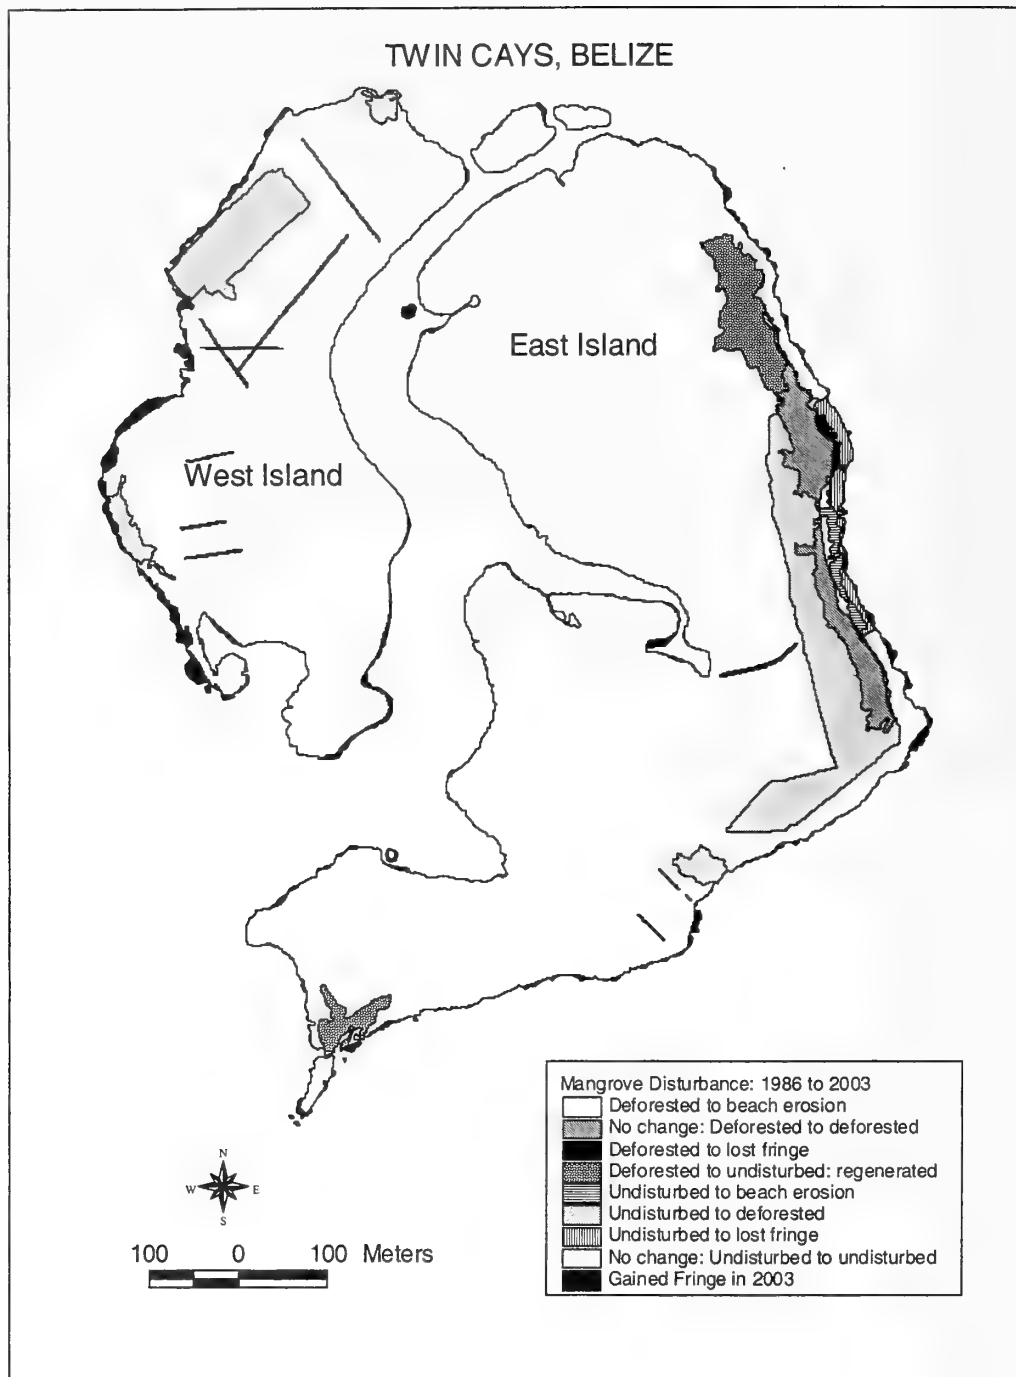 TWIN CAYS, BELIZE
East Island
West Island
Mangrove Disturbance: 1986 to 2003
Deforested to beach erosion
No change: Deforested to deforested
Deforested to lost fringe
Deforested to undisturbed: regenerated
Undisturbed to beach erosion
Undisturbed to deforested
Undisturbed to lost fringe
No change: Undisturbed to undisturbed
Gained Fringe in 2003
N
W E
S
100 0 100 Meters